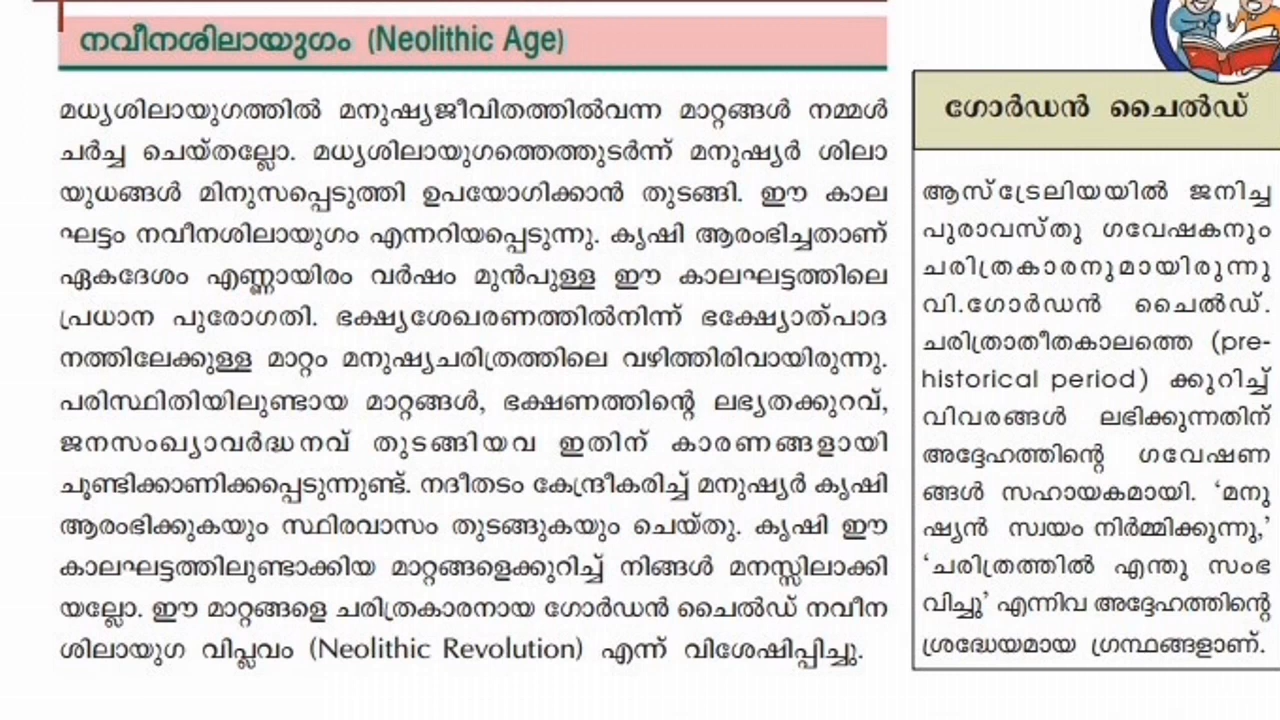 നവീനശിലായുഗം (Neolithic Age)
മധ്യശിലായുഗത്തിൽ മനുഷ്യജീവിതത്തിൽവന്ന മാറ്റങ്ങൾ നമ്മൾ
ചർച്ച ചെയ്തല്ലോ. മധ്യശിലായുഗത്തെത്തുടർന്ന് മനുഷ്യർ ശിലാ
യുധങ്ങൾ മിനുസപ്പെടുത്തി ഉപയോഗിക്കാൻ തുടങ്ങി. ഈ കാല
ഘട്ടം നവീനശിലായുഗം എന്നറിയപ്പെടുന്നു. കൃഷി ആരംഭിച്ചതാണ്
ഏകദേശം എണ്ണായിരം വർഷം മുൻപുള്ള ഈ കാലഘട്ടത്തിലെ
പ്രധാന പുരോഗതി. ഭക്ഷ്യശേഖരണത്തിൽനിന്ന് ഭക്ഷ്യോത്പാദ
നത്തിലേക്കുള്ള മാറ്റം മനുഷ്യചരിത്രത്തിലെ വഴിത്തിരിവായിരുന്നു.
പരിസ്ഥിതിയിലുണ്ടായ മാറ്റങ്ങൾ, ഭക്ഷണത്തിന്റെ ലഭ്യതക്കുറവ്,
ജനസംഖ്യാവർദ്ധനവ് തുടങ്ങിയവ ഇതിന് കാരണങ്ങളായി
ചൂണ്ടിക്കാണിക്കപ്പെടുന്നുണ്ട്. നദീതടം കേന്ദ്രീകരിച്ച് മനുഷ്യർ കൃഷി
ആരംഭിക്കുകയും സ്ഥിരവാസം തുടങ്ങുകയും ചെയ്തു. കൃഷി ഈ
കാലഘട്ടത്തിലുണ്ടാക്കിയ മാറ്റങ്ങളെക്കുറിച്ച് നിങ്ങൾ മനസ്സിലാക്കി
യല്ലോ. ഈ മാറ്റങ്ങളെ ചരിത്രകാരനായ ഗോർഡൻ ചൈൽഡ് നവീന
ശിലായുഗ വിപ്ലവം (Neolithic Revolution) എന്ന് വിശേഷിപ്പിച്ചു.
ഗോർഡൻ ചൈൽഡ്
ആസ്ട്രേലിയയിൽ ജനിച്ച
പുരാവസ്തു ഗവേഷകനും
ചരിത്രകാരനുമായിരുന്നു
വി.ഗോർഡൻ ചൈൽഡ്.
ചരിത്രാതീതകാലത്തെ (pre-
historical period) ക്കുറിച്ച്
വിവരങ്ങൾ ലഭിക്കുന്നതിന്
അദ്ദേഹത്തിന്റെ ഗവേഷണ
ങ്ങൾ സഹായകമായി. ‘മനു
ഷ്യൻ സ്വയം നിർമ്മിക്കുന്നു,’
‘ചരിത്രത്തിൽ എന്തു സംഭ
വിച്ചു’ എന്നിവ അദ്ദേഹത്തിന്റെ
ശ്രദ്ധേയമായ ഗ്രന്ഥങ്ങളാണ്.